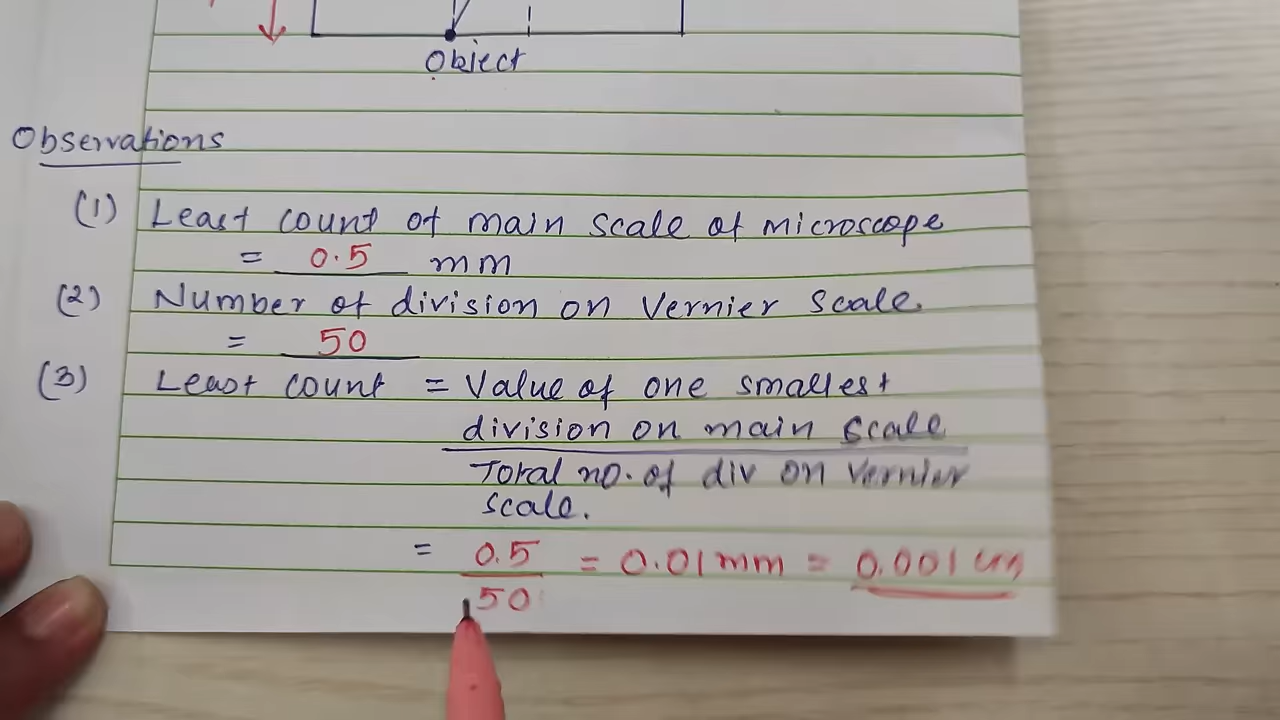 Object
Observations
(1) Least count of main scale of microscope
= 0.5 mm
(2) Number of division on Vernier Scale.
= 50
(3) Least count = Value of one smallest
division on main scale
Total no. of div on Vernier
scale.
= 0.5 / 50 = 0.01 mm = 0.001 cm